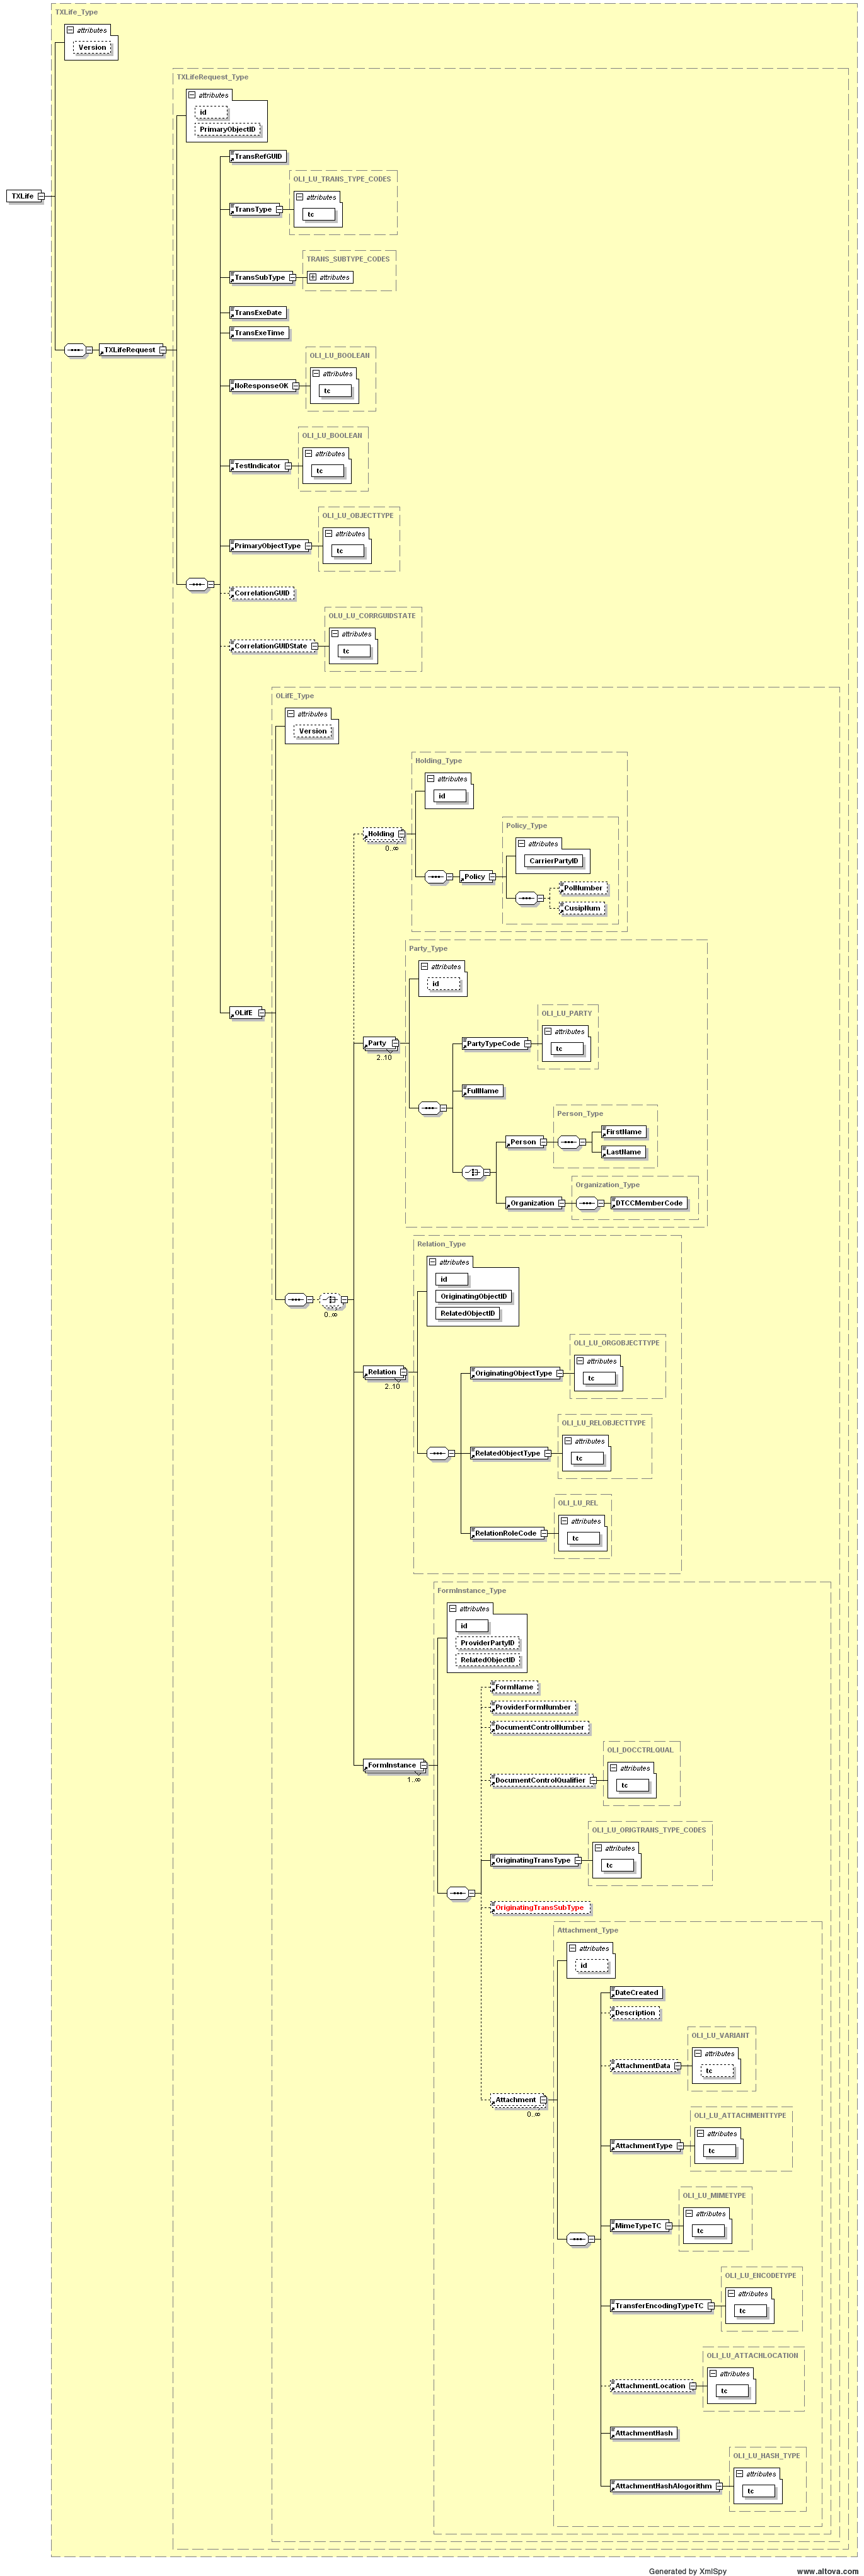 TXLife_Type
attributes
Version
TXLifeRequest_Type
attributes
id
PrimaryObjectID
TransRefGUID
OLI_LU_TRANS_TYPE_CODES
attributes
TransType
tc
TXLife
TRANS_SUBTYPE_CODES
TransSubType
attributes
TransExeDate
TransExeTime
TXLifeRequest
OLI_LU_BOOLEAN
attributes
NoResponseOK
tc
OLI_LU_BOOLEAN
attributes
TestIndicator
tc
OLI_LU_OBJECTTYPE
attributes
PrimaryObjectType
tc
CorrelationGUID
OLU_LU_CORRGUIDSTATE
attributes
CorrelationGUIDState
tc
OLifE_Type
attributes
Version
Holding_Type
attributes
id
Policy_Type
Holding
0..∞
attributes
CarrierPartyID
Policy
PolNumber
CusipNum
Party_Type
attributes
id
OLifE
OLI_LU_PARTY
attributes
Party
2..10
PartyTypeCode
tc
FullName
Person_Type
FirstName
Person
LastName
Organization_Type
Organization
DTCCMemberCode
Relation_Type
attributes
id
OriginatingObjectID
RelatedObjectID
0..∞
OLI_LU_ORGOBJECTTYPE
attributes
Relation
2..10
OriginatingObjectType
tc
OLI_LU_RELOBJECTTYPE
attributes
RelatedObjectType
tc
OLI_LU_REL
attributes
RelationRoleCode
tc
FormInstance_Type
attributes
id
ProviderPartyID
RelatedObjectID
FormName
ProviderFormNumber
DocumentControlNumber
OLI_DOCCTRLQUAL
attributes
FormInstance
1..∞
DocumentControlQualifier
tc
OLI_LU_ORIGTRANS_TYPE_CODES
attributes
OriginatingTransType
tc
OriginatingTransSubType
Attachment_Type
attributes
id
DateCreated
Description
OLI_LU_VARIANT
attributes
AttachmentData
tc
Attachment
0..∞
OLI_LU_ATTACHMENTTYPE
attributes
AttachmentType
tc
OLI_LU_MIMETYPE
attributes
MimeTypeTC
tc
OLI_LU_ENCODETYPE
attributes
TransferEncodingTypeTC
tc
OLI_LU_ATTACHLOCATION
attributes
AttachmentLocation
tc
AttachmentHash
OLI_LU_HASH_TYPE
attributes
AttachmentHashAlogorithm
tc
Generated by XmlSpy
www.altova.com